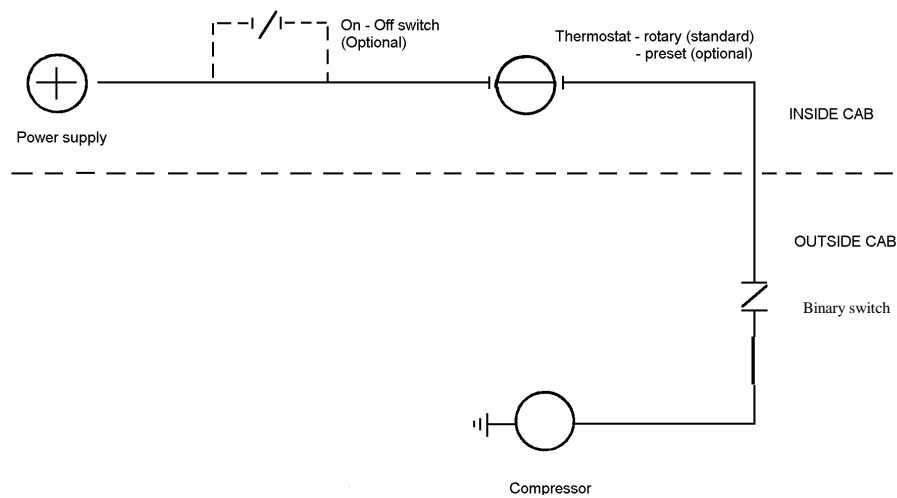 On - Off switch
(Optional)
Thermostat - rotary (standard)
- preset (optional)
Power supply
INSIDE CAB
OUTSIDE CAB
Binary switch
Compressor